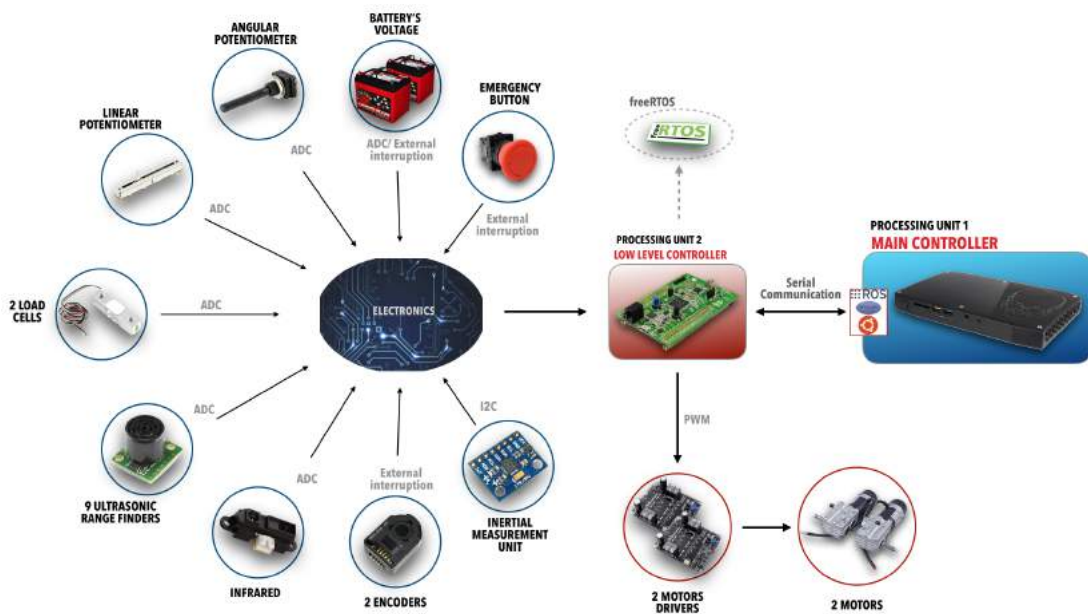 ANGULAR
POTENTIOMETER
BATTERY'S
VOLTAGE
EMERGENCY
BUTTON
LINEAR
POTENTIOMETER
ADC
ADC/ External
interruption
ADC
External
interruption
freeRTOS
RTOS
2 LOAD
CELLS
ADC
ELECTRONICS
PROCESSING UNIT 2
LOW LEVEL CONTROLLER
Serial
Communication
PROCESSING UNIT 1
MAIN CONTROLLER
ROS
ADC
9 ULTRASONIC
RANGE FINDERS
ADC
INFRARED
External
interruption
2 ENCODERS
I2C
INERTIAL
MEASUREMENT
UNIT
PWM
2 MOTORS
DRIVERS
2 MOTORS